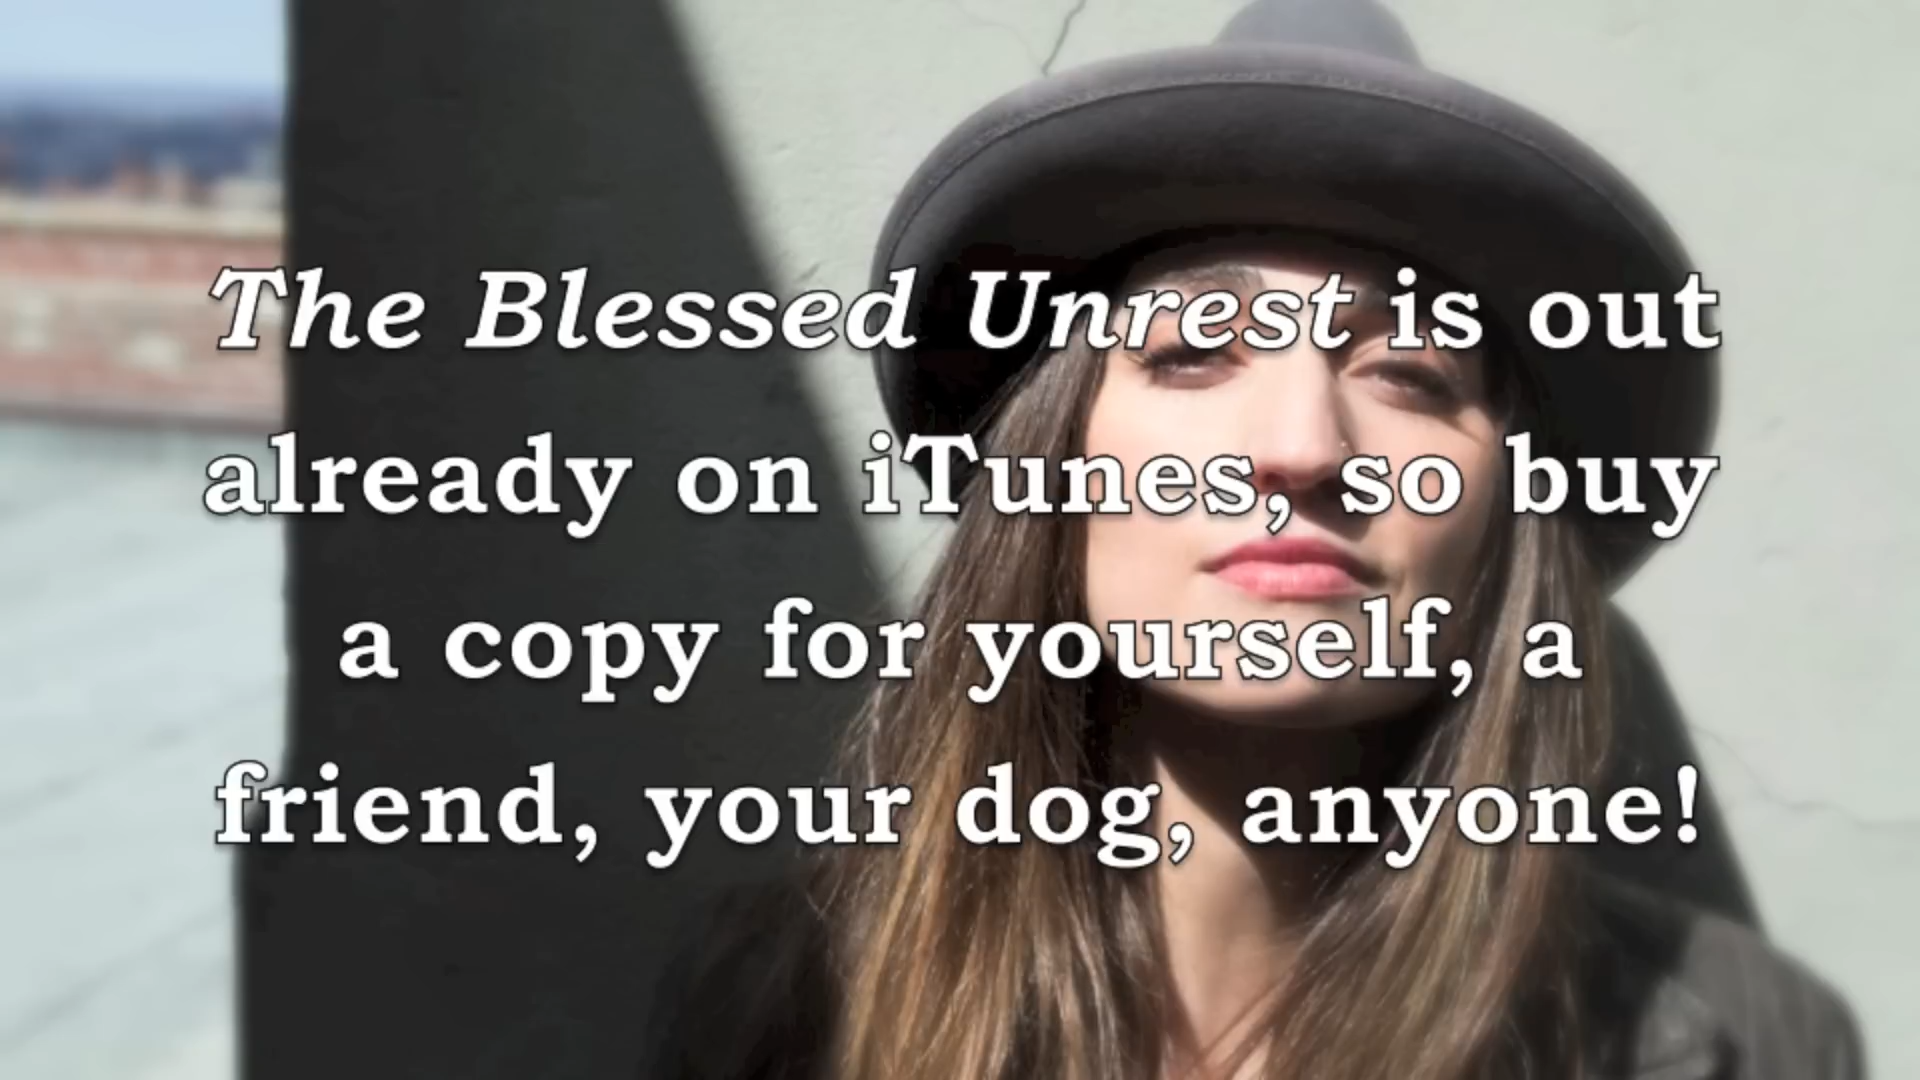 The Blessed Unrest is out
already on iTunes, so buy
a copy for yourself, a
friend, your dog, anyone!